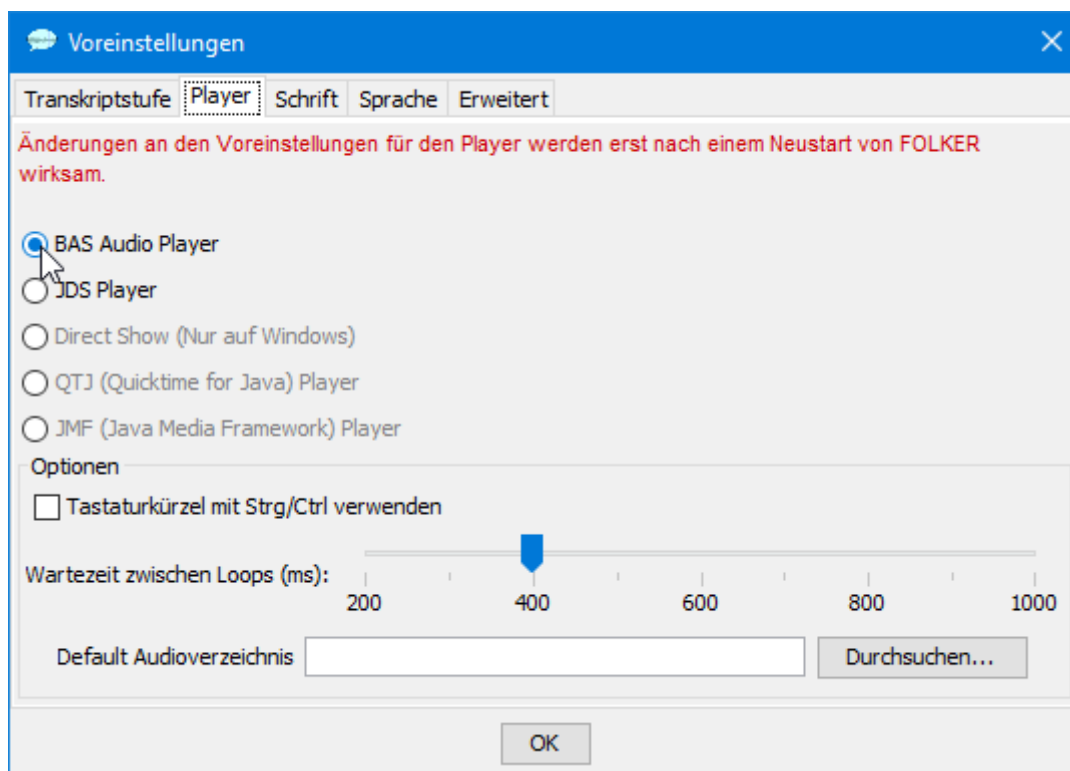 Voreinstellungen
Transkriptstufe Player Schrift Sprache Erweitert
Änderungen an den Voreinstellungen für den Player werden erst nach einem Neustart von FOLKER
wirksam.
BAS Audio Player
JDS Player
Direct Show (Nur auf Windows)
QTJ (Quicktime for Java) Player
JMF (Java Media Framework) Player
Optionen
Tastaturkürzel mit Strg/Ctrl verwenden
Wartezeit zwischen Loops (ms):
200 400 600 800 1000
Default Audioverzeichnis Durchsuchen...
OK